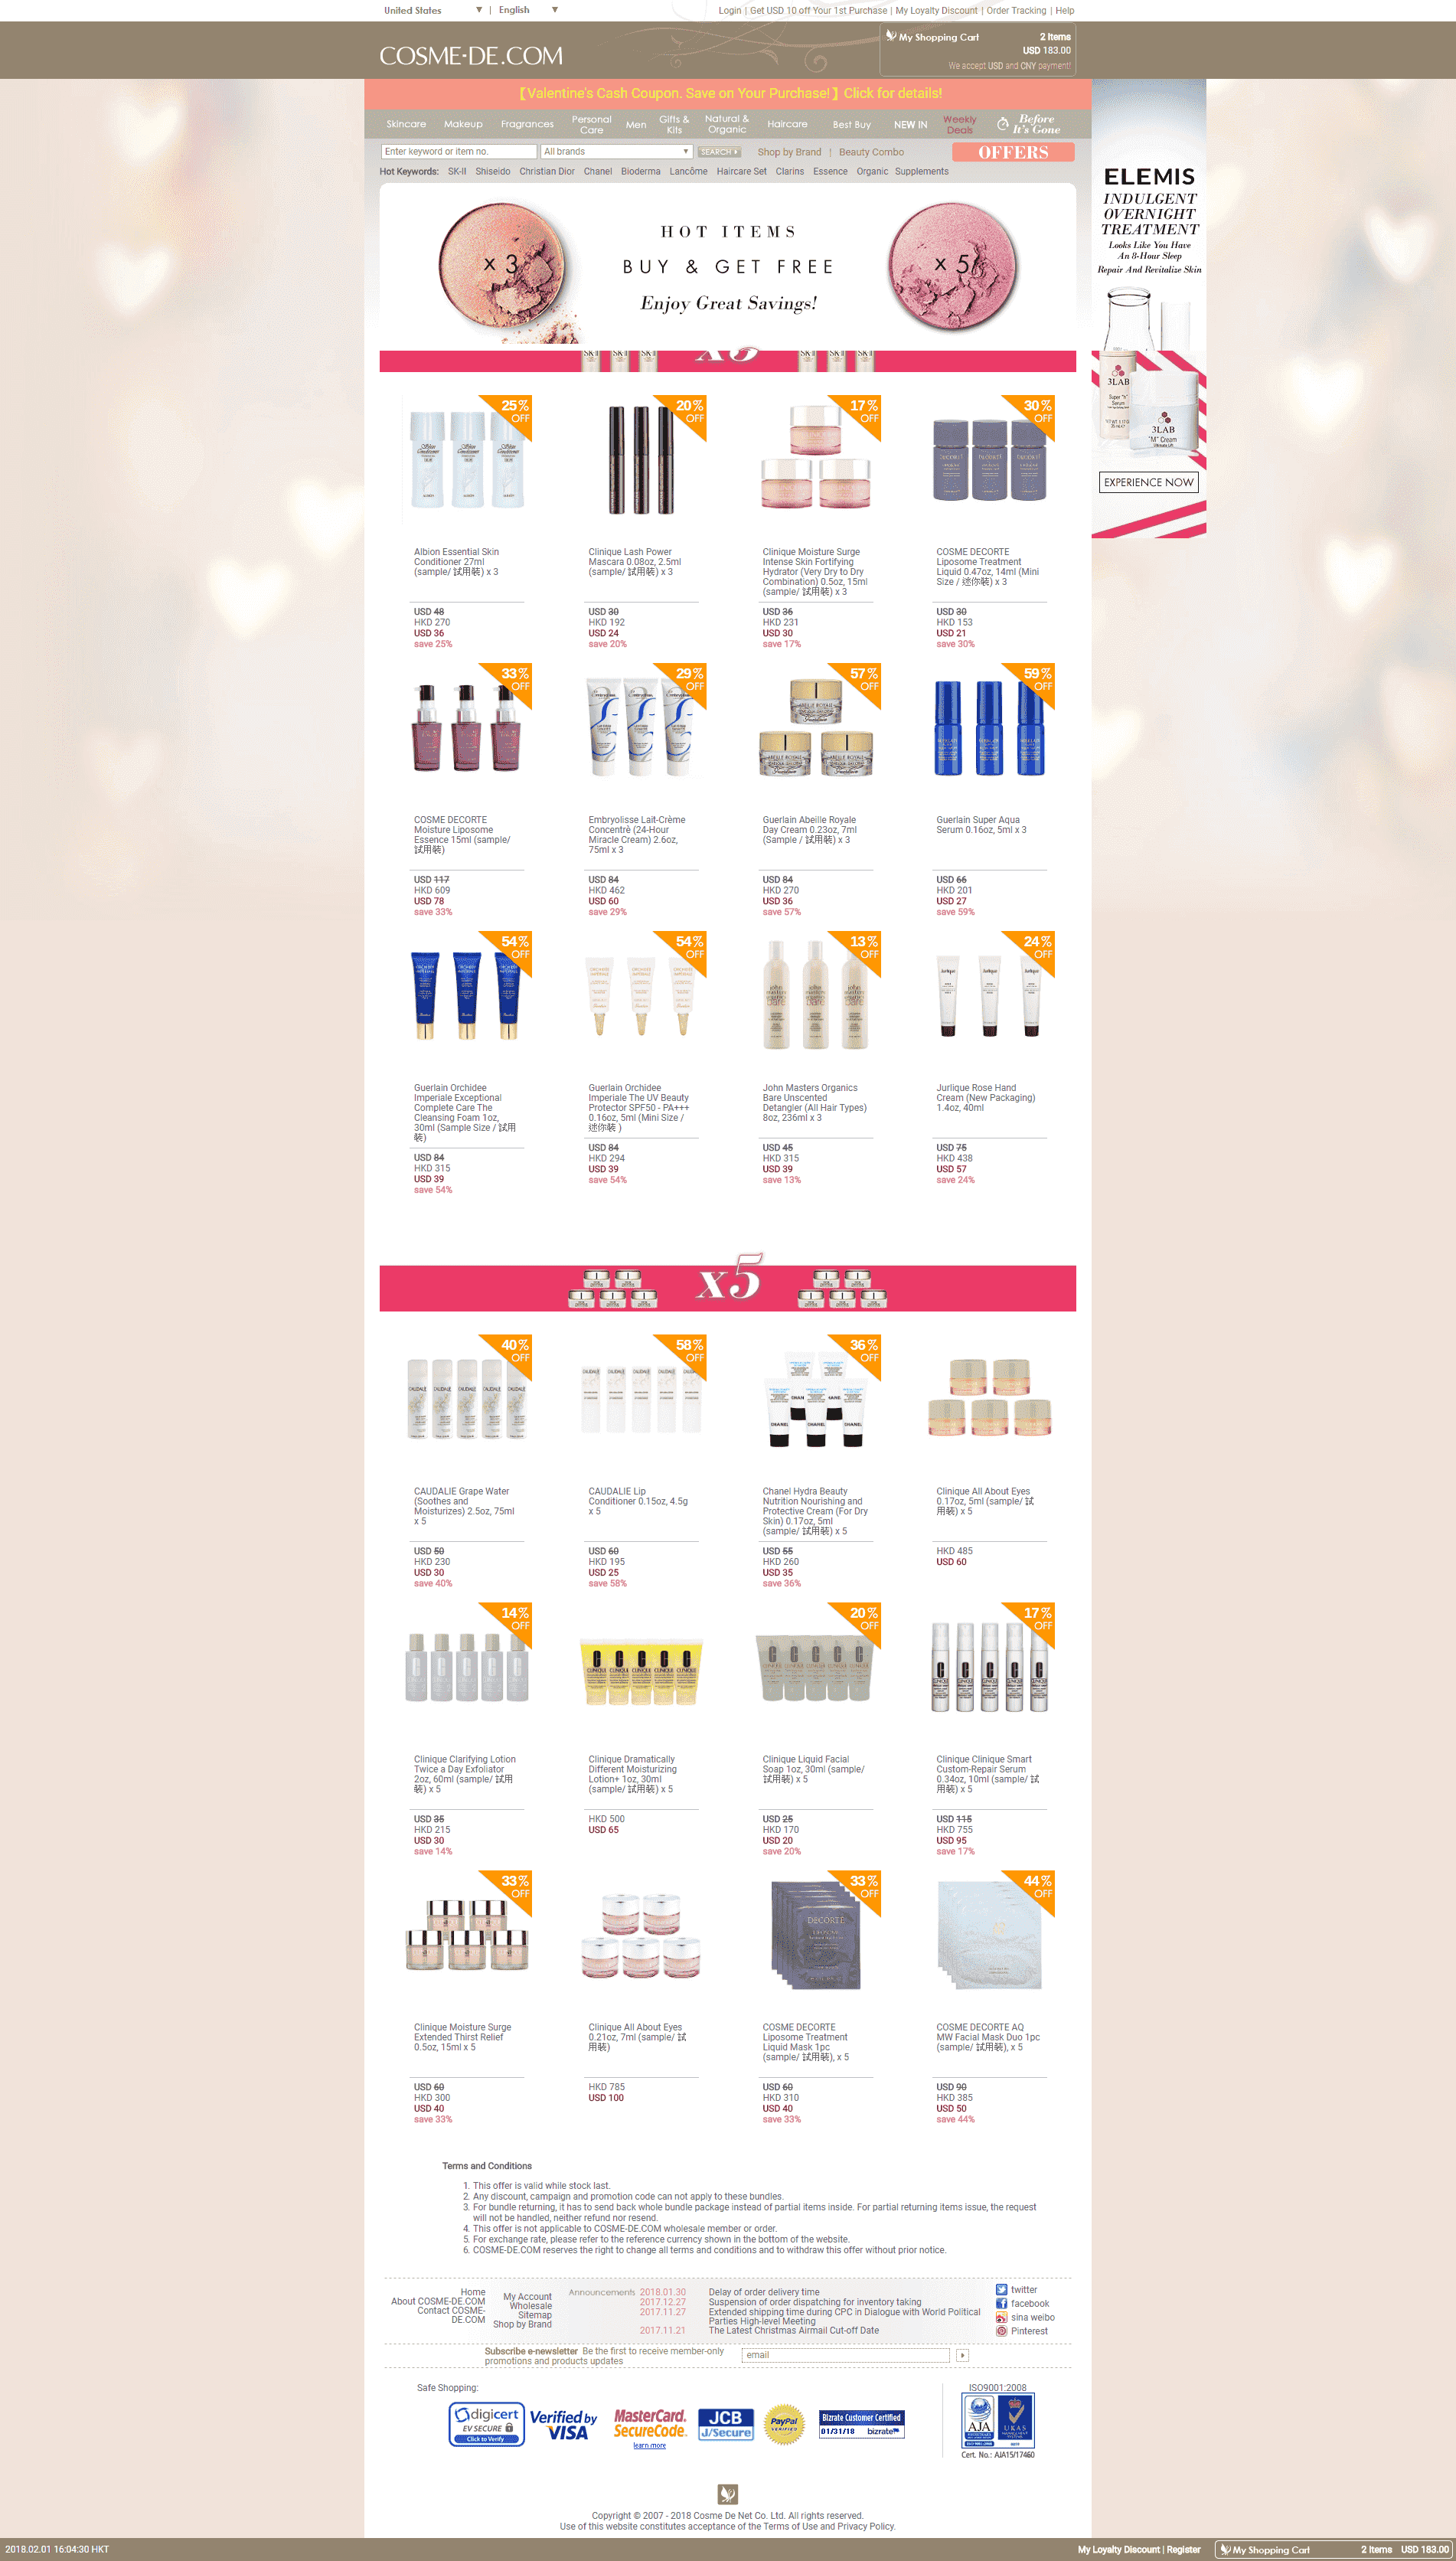 United States ▼ | English ▼
Login | Get USD 10 off Your 1st Purchase | My Loyalty Discount | Order Tracking | Help
COSME-DE.COM
My Shopping Cart 2 Items
USD 183.00
We accept USD and CNY payment!
【Valentine's Cash Coupon. Save on Your Purchase!】Click for details!
Skincare Makeup Fragrances Personal Care Men Gifts & Kits Natural & Organic Haircare Best Buy NEW IN Weekly Deals Before It's Gone
Enter keyword or item no. All brands SEARCH Shop by Brand | Beauty Combo OFFERS
Hot Keywords: SK-II Shiseido Christian Dior Chanel Bioderma Lancôme Haircare Set Clarins Essence Organic Supplements
ELEMIS
INDULGENT
OVERNIGHT
TREATMENT
Looks Like You Have
An 8-Hour Sleep
Repair And Revitalize Skin
3LAB
3LAB
"M" Cream
EXPERIENCE NOW
HOT ITEMS
x 3 BUY & GET FREE x 5
Enjoy Great Savings!
25% OFF
20% OFF
17% OFF
30% OFF
Albion Essential Skin
Conditioner 27ml
(sample/ 試用裝) x 3
USD 48
HKD 270
USD 36
save 25%
Clinique Lash Power
Mascara 0.08oz, 2.5ml
(sample/ 試用裝) x 3
USD 30
HKD 192
USD 24
save 20%
Clinique Moisture Surge
Intense Skin Fortifying
Hydrator (Very Dry to Dry
Combination) 0.5oz, 15ml
(sample/ 試用裝) x 3
USD 36
HKD 231
USD 30
save 17%
COSME DECORTE
Liposome Treatment
Liquid 0.47oz, 14ml (Mini
Size / 迷你裝) x 3
USD 30
HKD 153
USD 21
save 30%
33% OFF
29% OFF
57% OFF
59% OFF
COSME DECORTE
Moisture Liposome
Essence 15ml (sample/
試用裝)
USD 117
HKD 609
USD 78
save 33%
Embryolisse Lait-Crème
Concentrè (24-Hour
Miracle Cream) 2.6oz,
75ml x 3
USD 84
HKD 462
USD 60
save 29%
Guerlain Abeille Royale
Day Cream 0.23oz, 7ml
(Sample / 試用裝) x 3
USD 84
HKD 270
USD 36
save 57%
Guerlain Super Aqua
Serum 0.16oz, 5ml x 3
USD 66
HKD 201
USD 27
save 59%
54% OFF
54% OFF
13% OFF
24% OFF
Guerlain Orchidee
Imperiale Exceptional
Complete Care The
Cleansing Foam 1oz,
30ml (Sample Size / 試用
裝)
USD 84
HKD 315
USD 39
save 54%
Guerlain Orchidee
Imperiale The UV Beauty
Protector SPF50 - PA+++
0.16oz, 5ml (Mini Size /
迷你裝 )
USD 84
HKD 294
USD 39
save 54%
John Masters Organics
Bare Unscented
Detangler (All Hair Types)
8oz, 236ml x 3
USD 45
HKD 315
USD 39
save 13%
Jurlique Rose Hand
Cream (New Packaging)
1.4oz, 40ml
USD 75
HKD 438
USD 57
save 24%
x5
40% OFF
58% OFF
36% OFF
CAUDALIE Grape Water
(Soothes and
Moisturizes) 2.5oz, 75ml
x 5
USD 50
HKD 230
USD 30
save 40%
CAUDALIE Lip
Conditioner 0.15oz, 4.5g
x 5
USD 60
HKD 195
USD 25
save 58%
Chanel Hydra Beauty
Nutrition Nourishing and
Protective Cream (For Dry
Skin) 0.17oz, 5ml
(sample/ 試用裝) x 5
USD 55
HKD 260
USD 35
save 36%
Clinique All About Eyes
0.17oz, 5ml (sample/ 試
用裝) x 5
HKD 485
USD 60
14% OFF
20% OFF
17% OFF
Clinique Clarifying Lotion
Twice a Day Exfoliator
2oz, 60ml (sample/ 試用
裝) x 5
USD 35
HKD 215
USD 30
save 14%
Clinique Dramatically
Different Moisturizing
Lotion+ 1oz, 30ml
(sample/ 試用裝) x 5
HKD 500
USD 65
Clinique Liquid Facial
Soap 1oz, 30ml (sample/
試用裝) x 5
USD 25
HKD 170
USD 20
save 20%
Clinique Clinique Smart
Custom-Repair Serum
0.34oz, 10ml (sample/ 試
用裝) x 5
USD 115
HKD 755
USD 95
save 17%
33% OFF
33% OFF
44% OFF
Clinique Moisture Surge
Extended Thirst Relief
0.5oz, 15ml x 5
USD 60
HKD 300
USD 40
save 33%
Clinique All About Eyes
0.21oz, 7ml (sample/ 試
用裝)
HKD 785
USD 100
COSME DECORTE
Liposome Treatment
Liquid Mask 1pc
(sample/ 試用裝), x 5
USD 60
HKD 310
USD 40
save 33%
COSME DECORTE AQ
MW Facial Mask Duo 1pc
(sample/ 試用裝), x 5
USD 90
HKD 385
USD 50
save 44%
Terms and Conditions
1. This offer is valid while stock last.
2. Any discount, campaign and promotion code can not apply to these bundles.
3. For bundle returning, it has to send back whole bundle package instead of partial items inside. For partial returning items issue, the request
will not be handled, neither refund nor resend.
4. This offer is not applicable to COSME-DE.COM wholesale member or order.
5. For exchange rate, please refer to the reference currency shown in the bottom of the website.
6. COSME-DE.COM reserves the right to change all terms and conditions and to withdraw this offer without prior notice.
Home
About COSME-DE.COM
Contact COSME-
DE.COM
My Account
Wholesale
Sitemap
Shop by Brand
Announcements
2018.01.30 Delay of order delivery time
2017.12.27 Suspension of order dispatching for inventory taking
2017.11.27 Extended shipping time during CPC in Dialogue with World Political
Parties High-level Meeting
2017.11.21 The Latest Christmas Airmail Cut-off Date
twitter
facebook
sina weibo
Pinterest
Subscribe e-newsletter Be the first to receive member-only
promotions and products updates
email
Safe Shopping:
digicert
EV SECURE
Click to Verify
Verified by
VISA
MasterCard.
SecureCode.
learn more
JCB
J/Secure
PayPal
VERIFIED
Bizrate Customer Certified
01/31/18 bizrate
ISO9001:2008
AJA UKAS
Cert. No.: AJA15/17460
Copyright © 2007 - 2018 Cosme De Net Co. Ltd. All rights reserved.
Use of this website constitutes acceptance of the Terms of Use and Privacy Policy.
2018.02.01 16:04:30 HKT
My Loyalty Discount | Register
My Shopping Cart 2 Items USD 183.00